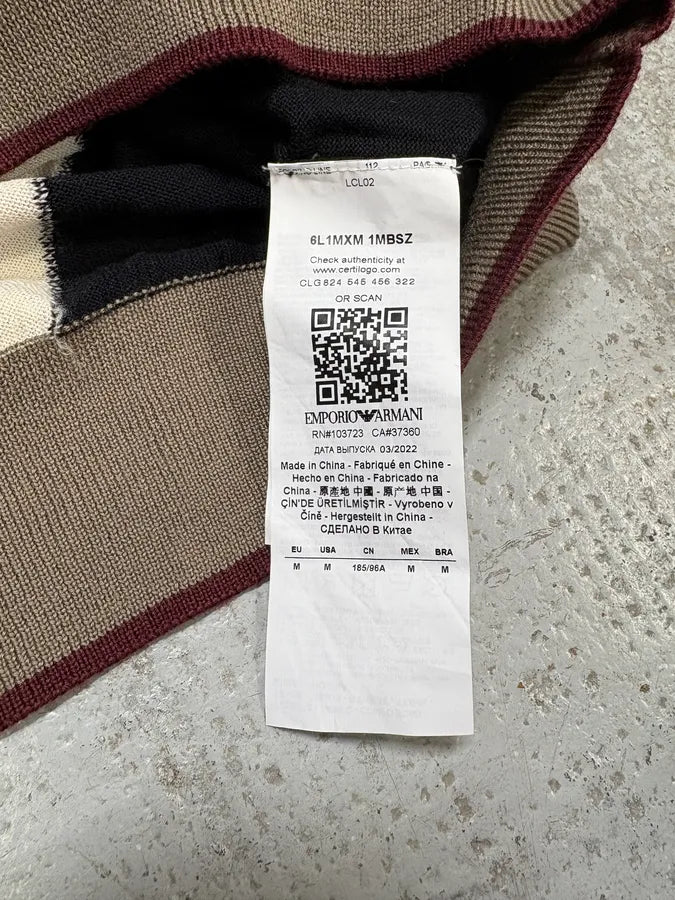 LCL02
6L1MXM 1MBSZ
Check authenticity at
www.certilogo.com
CLG 824 545 456 322
OR SCAN
EMPORIO ARMANI
RN#103723 CA#37360
ДАТА ВЫПУСКА 03/2022
Made in China - Fabriqué en Chine -
Hecho en China - Fabricado na
China - 原產地 中國 - 原产地 中国 -
ÇIN'DE ÜRETİLMİŞTİR - Vyrobeno v
Číně - Hergestellt in China -
СДЕЛАНО В Китае
EU USA CN MEX BRA
M M 185/96A M M